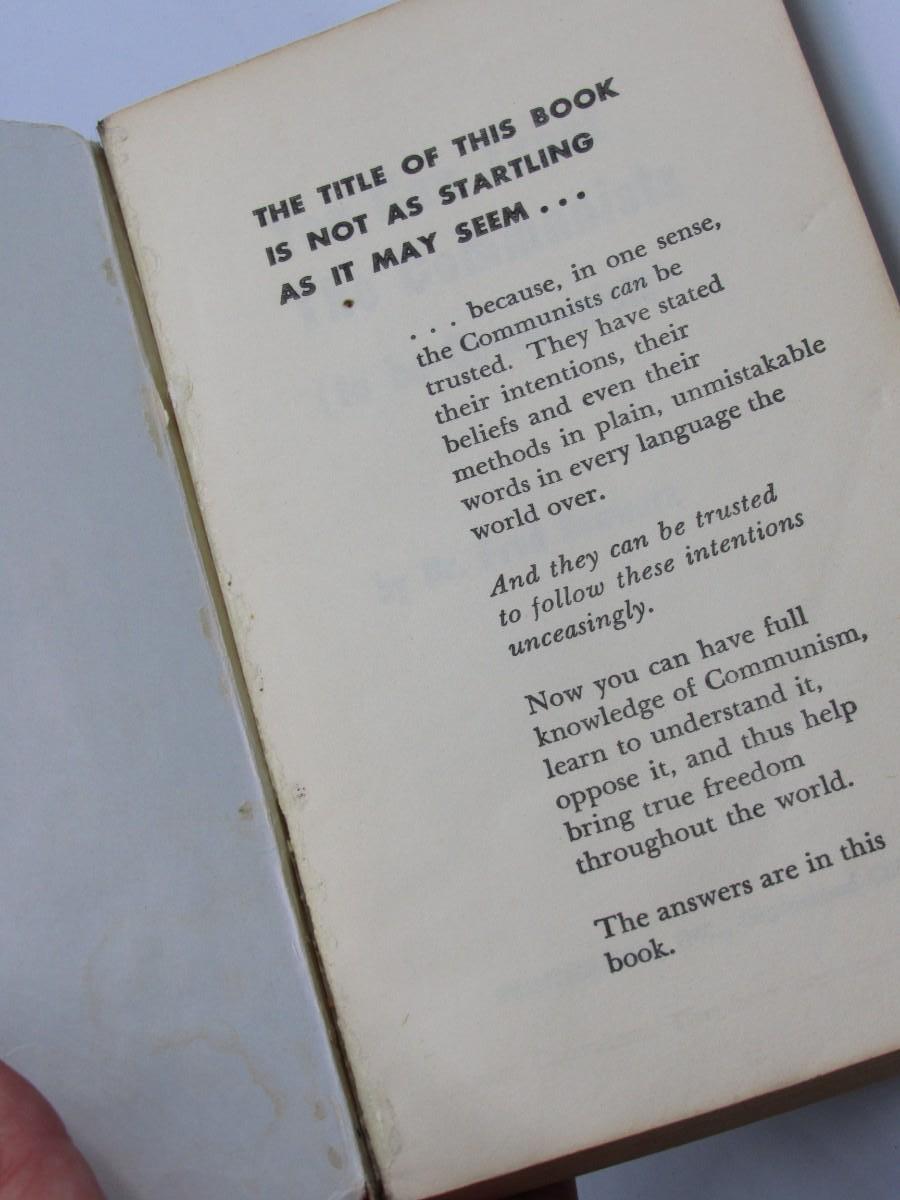 THE TITLE OF THIS BOOK
IS NOT AS STARTLING
AS IT MAY SEEM . . .
. . . because, in one sense,
the Communists can be
trusted. They have stated
their intentions, their
beliefs and even their
methods in plain, unmistakable
words in every language the
world over.
And they can be trusted
to follow these intentions
unceasingly.
Now you can have full
knowledge of Communism,
learn to understand it,
oppose it, and thus help
bring true freedom
throughout the world.
The answers are in this
book.